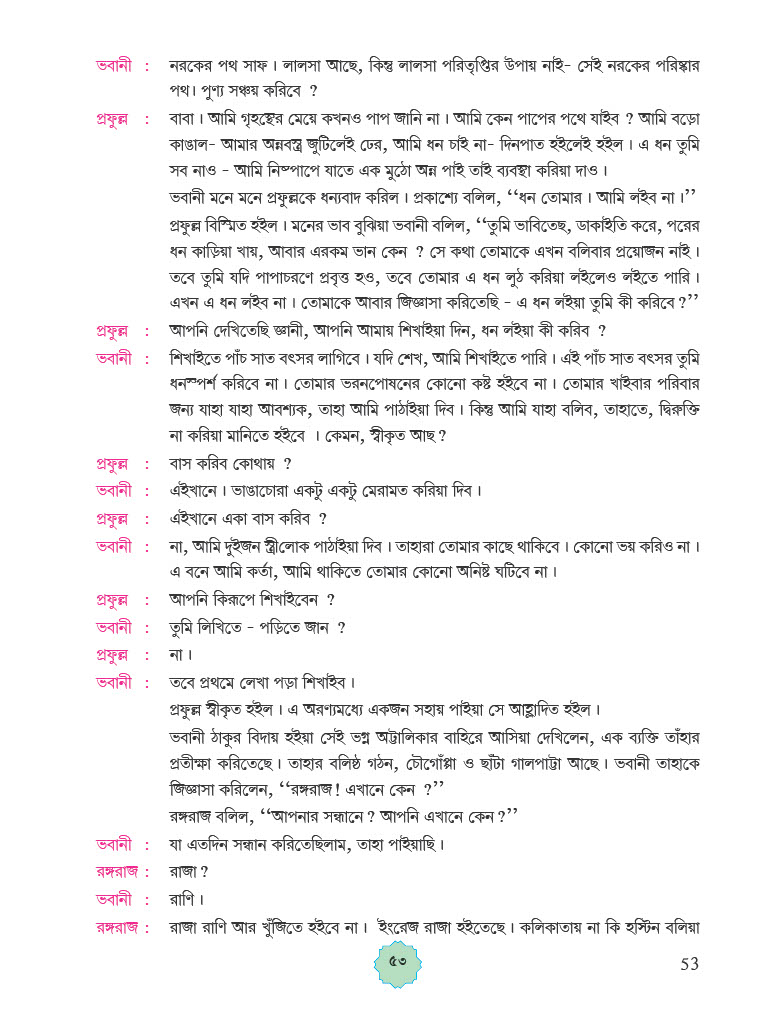 ভবানী : নরকের পথ সাফ। লালসা আছে, কিন্তু লালসা পরিতৃপ্তির উপায় নাই- সেই নরকের পরিষ্কার
পথ। পুণ্য সঞ্চয় করিবে ?
প্রফুল্ল : বাবা। আমি গৃহস্থের মেয়ে কখনও পাপ জানি না। আমি কেন পাপের পথে যাইব ? আমি বড়ো
কাঙাল- আমার অন্নবস্ত্র জুটিলেই ঢের, আমি ধন চাই না- দিনপাত হইলেই হইল। এ ধন তুমি
সব নাও - আমি নিষ্পাপে যাতে এক মুঠো অন্ন পাই তাই ব্যবস্থা করিয়া দাও।
ভবানী মনে মনে প্রফুল্লকে ধন্যবাদ করিল। প্রকাশ্যে বলিল, ‘‘ধন তোমার। আমি লইব না।’’
প্রফুল্ল বিস্মিত হইল। মনের ভাব বুঝিয়া ভবানী বলিল, ‘‘তুমি ভাবিতেছ, ডাকাইতি করে, পরের
ধন কাড়িয়া খায়, আবার এরকম ভান কেন ? সে কথা তোমাকে এখন বলিবার প্রয়োজন নাই।
তবে তুমি যদি পাপাচরণে প্রবৃত্ত হও, তবে তোমার এ ধন লুঠ করিয়া লইলেও লইতে পারি।
এখন এ ধন লইব না। তোমাকে আবার জিজ্ঞাসা করিতেছি - এ ধন লইয়া তুমি কী করিবে?’’
প্রফুল্ল : আপনি দেখিতেছি জ্ঞানী, আপনি আমায় শিখাইয়া দিন, ধন লইয়া কী করিব ?
ভবানী : শিখাইতে পাঁচ সাত বৎসর লাগিবে। যদি শেখ, আমি শিখাইতে পারি। এই পাঁচ সাত বৎসর তুমি
ধনস্পর্শ করিবে না। তোমার ভরনপোষনের কোনো কষ্ট হইবে না। তোমার খাইবার পরিবার
জন্য যাহা যাহা আবশ্যক, তাহা আমি পাঠাইয়া দিব। কিন্তু আমি যাহা বলিব, তাহাতে, দ্বিরুক্তি
না করিয়া মানিতে হইবে । কেমন, স্বীকৃত আছ?
প্রফুল্ল : বাস করিব কোথায় ?
ভবানী : এইখানে। ভাঙাচোরা একটু একটু মেরামত করিয়া দিব।
প্রফুল্ল : এইখানে একা বাস করিব ?
ভবানী : না, আমি দুইজন স্ত্রীলোক পাঠাইয়া দিব। তাহারা তোমার কাছে থাকিবে। কোনো ভয় করিও না।
এ বনে আমি কর্তা, আমি থাকিতে তোমার কোনো অনিষ্ট ঘটিবে না।
প্রফুল্ল : আপনি কিরূপে শিখাইবেন ?
ভবানী : তুমি লিখিতে - পড়িতে জান ?
প্রফুল্ল : না।
ভবানী : তবে প্রথমে লেখা পড়া শিখাইব।
প্রফুল্ল স্বীকৃত হইল। এ অরণ্যমধ্যে একজন সহায় পাইয়া সে আহ্লাদিত হইল।
ভবানী ঠাকুর বিদায় হইয়া সেই ভগ্ন অট্টালিকার বাহিরে আসিয়া দেখিলেন, এক ব্যক্তি তাঁহার
প্রতীক্ষা করিতেছে। তাহার বলিষ্ঠ গঠন, চৌগোঁপ্পা ও ছাঁটা গালপাট্টা আছে। ভবানী তাহাকে
জিজ্ঞাসা করিলেন, ‘‘রঙ্গরাজ! এখানে কেন ?’’
রঙ্গরাজ বলিল, ‘‘আপনার সন্ধানে? আপনি এখানে কেন?’’
ভবানী : যা এতদিন সন্ধান করিতেছিলাম, তাহা পাইয়াছি।
রঙ্গরাজ : রাজা?
ভবানী : রাণি।
রঙ্গরাজ : রাজা রাণি আর খুঁজিতে হইবে না। ইংরেজ রাজা হইতেছে। কলিকাতায় না কি হস্টিন বলিয়া
৫৩
53